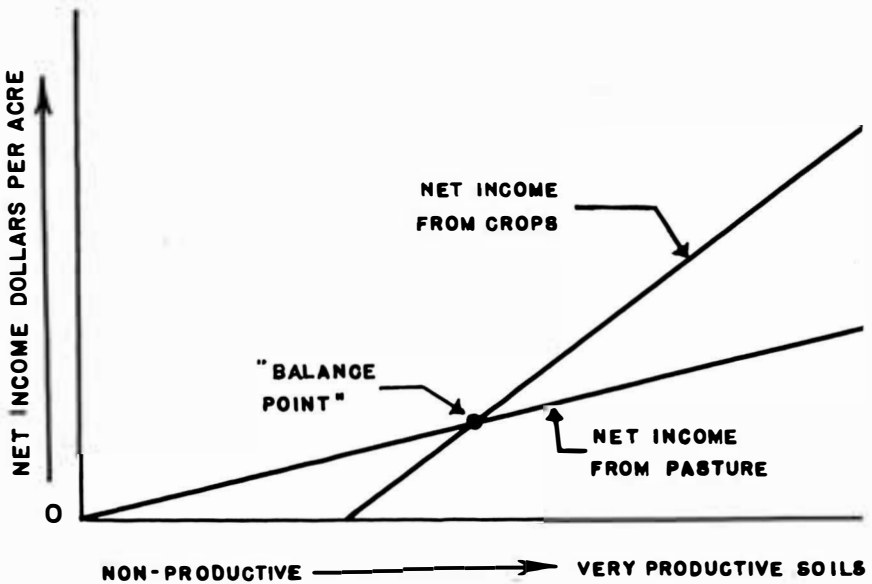 NET INCOME DOLLARS PER ACRE
NET INCOME
FROM CROPS
"BALANCE
POINT"
NET INCOME
FROM PASTURE
0
NON-PRODUCTIVE
VERY PRODUCTIVE SOILS